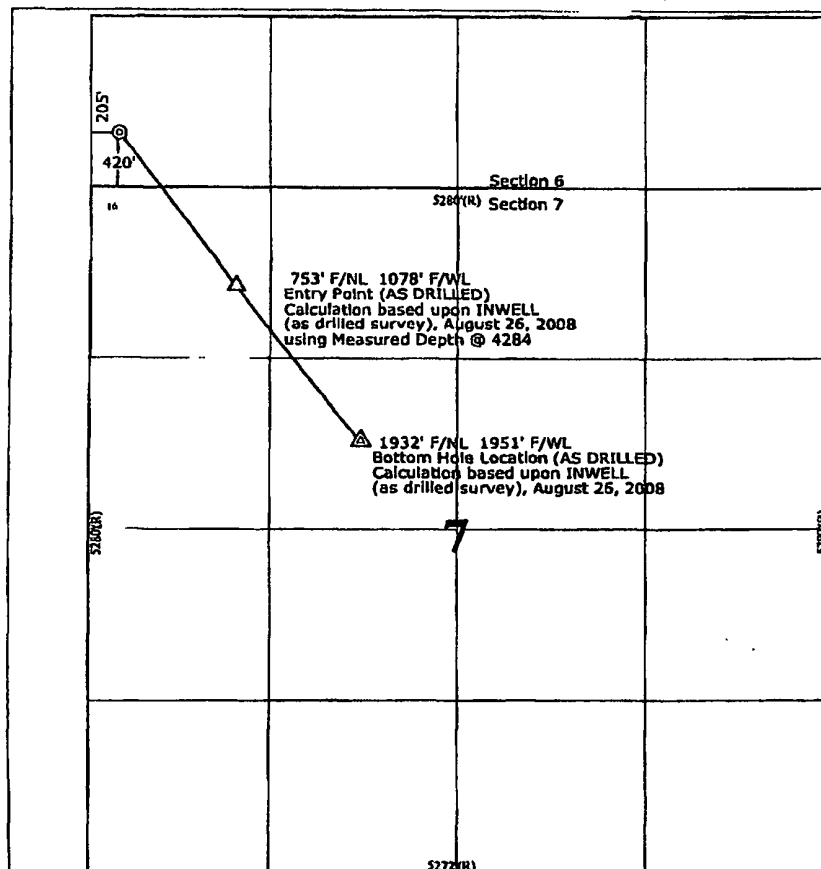 205'
420'
Section 6
16
5280'(R) Section 7
753' F/NL 1078' F/WL
Entry Point (AS DRILLED)
Calculation based upon INWELL
(as drilled survey), August 26, 2008
using Measured Depth @ 4284
1932' F/NL 1951' F/WL
Bottom Hole Location (AS DRILLED)
Calculation based upon INWELL
(as drilled survey), August 26, 2008
7
5280'(R)
5272'(R)